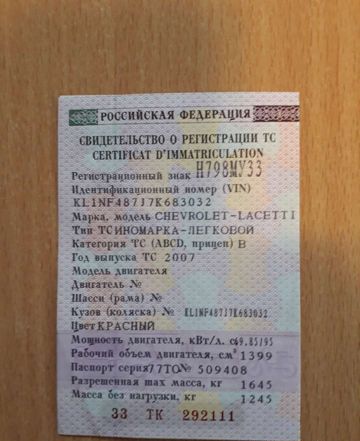 РОССИЙСКАЯ ФЕДЕРАЦИЯ
СВИДЕТЕЛЬСТВО О РЕГИСТРАЦИИ ТС
CERTIFICAT D'IMMATRICULATION
Регистрационный знак Н798МУ33
Идентификационный номер (VIN)
KL1NF487J7K683032
Марка, модель CHEVROLET-LACETTI
Тип ТС ИНОМАРКА-ЛЕГКОВОЙ
Категория ТС (ABCD, прицеп) B
Год выпуска ТС 2007
Модель двигателя
Двигатель №
Шасси (рама) №
Кузов (коляска) № KL1NF487J7K683032
Цвет КРАСНЫЙ
Мощность двигателя, кВт/л. с. 69.85/95
Рабочий объем двигателя, см³ 1399
Паспорт серия 77ТО № 509408
Разрешенная max масса, кг 1645
Масса без нагрузки, кг 1245
33 ТК 292111